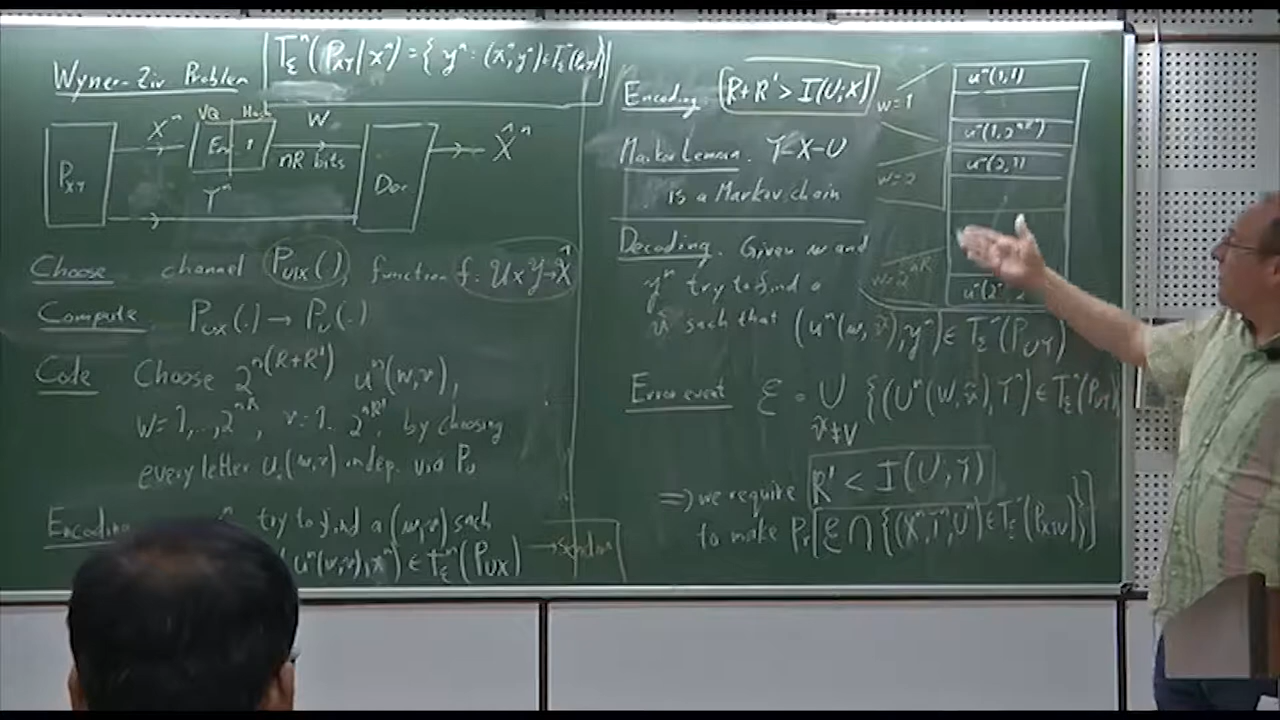 Wyner-Ziv Problem
T_ε^n(P_XY|x^n) = { y^n : (x^n, y^n) ∈ T_ε^n(P_XY)
VQ Hash
P_XY X^n Enc W nR bits Dec X̂^n
Y^n
Choose channel P_U|X(.), function f: U×Y→X̂
Compute P_UX(.) → P_U(.)
Code Choose 2^{n(R+R')} u^n(w,v),
w=1,..,2^{nR}, v=1. 2^{nR'}, by choosing
every letter u_i(w,v) indep. via P_U
Encoding try to find a (w,v) such
u^n(w,v), x^n) ∈ T_ε^n(P_UX) → Send w
Encoding. R+R' > I(U;X)
Markov Lemma. Y-X-U
is a Markov chain
Decoding. Given w and
y^n try to find a
ṽ such that (u^n(w,ṽ), y^n) ∈ T_ε^n(P_UY)
Error event ℰ = ∪ {(U^n(W,ṽ), Y^n) ∈ T_ε^n(P_UY)
ṽ≠V
⇒ we require R' < I(U;Y)
to make Pr[ℰ ∩ {(X^n, Y^n, U^n) ∈ T_ε^n(P_XYU)}]
w=1
w=2
w=2^{nR}
u^n(1,1)
u^n(1,2^{nR'})
u^n(2,1)